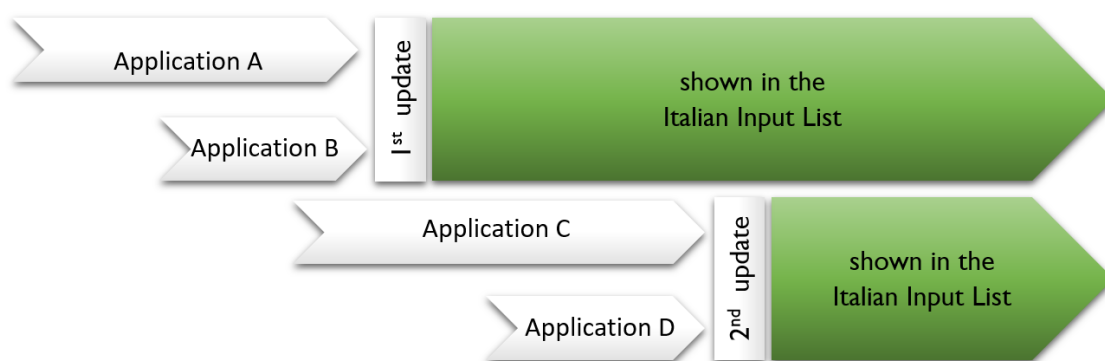 Application A
Application B
1st update
shown in the
Italian Input List
Application C
Application D
2nd update
shown in the
Italian Input List